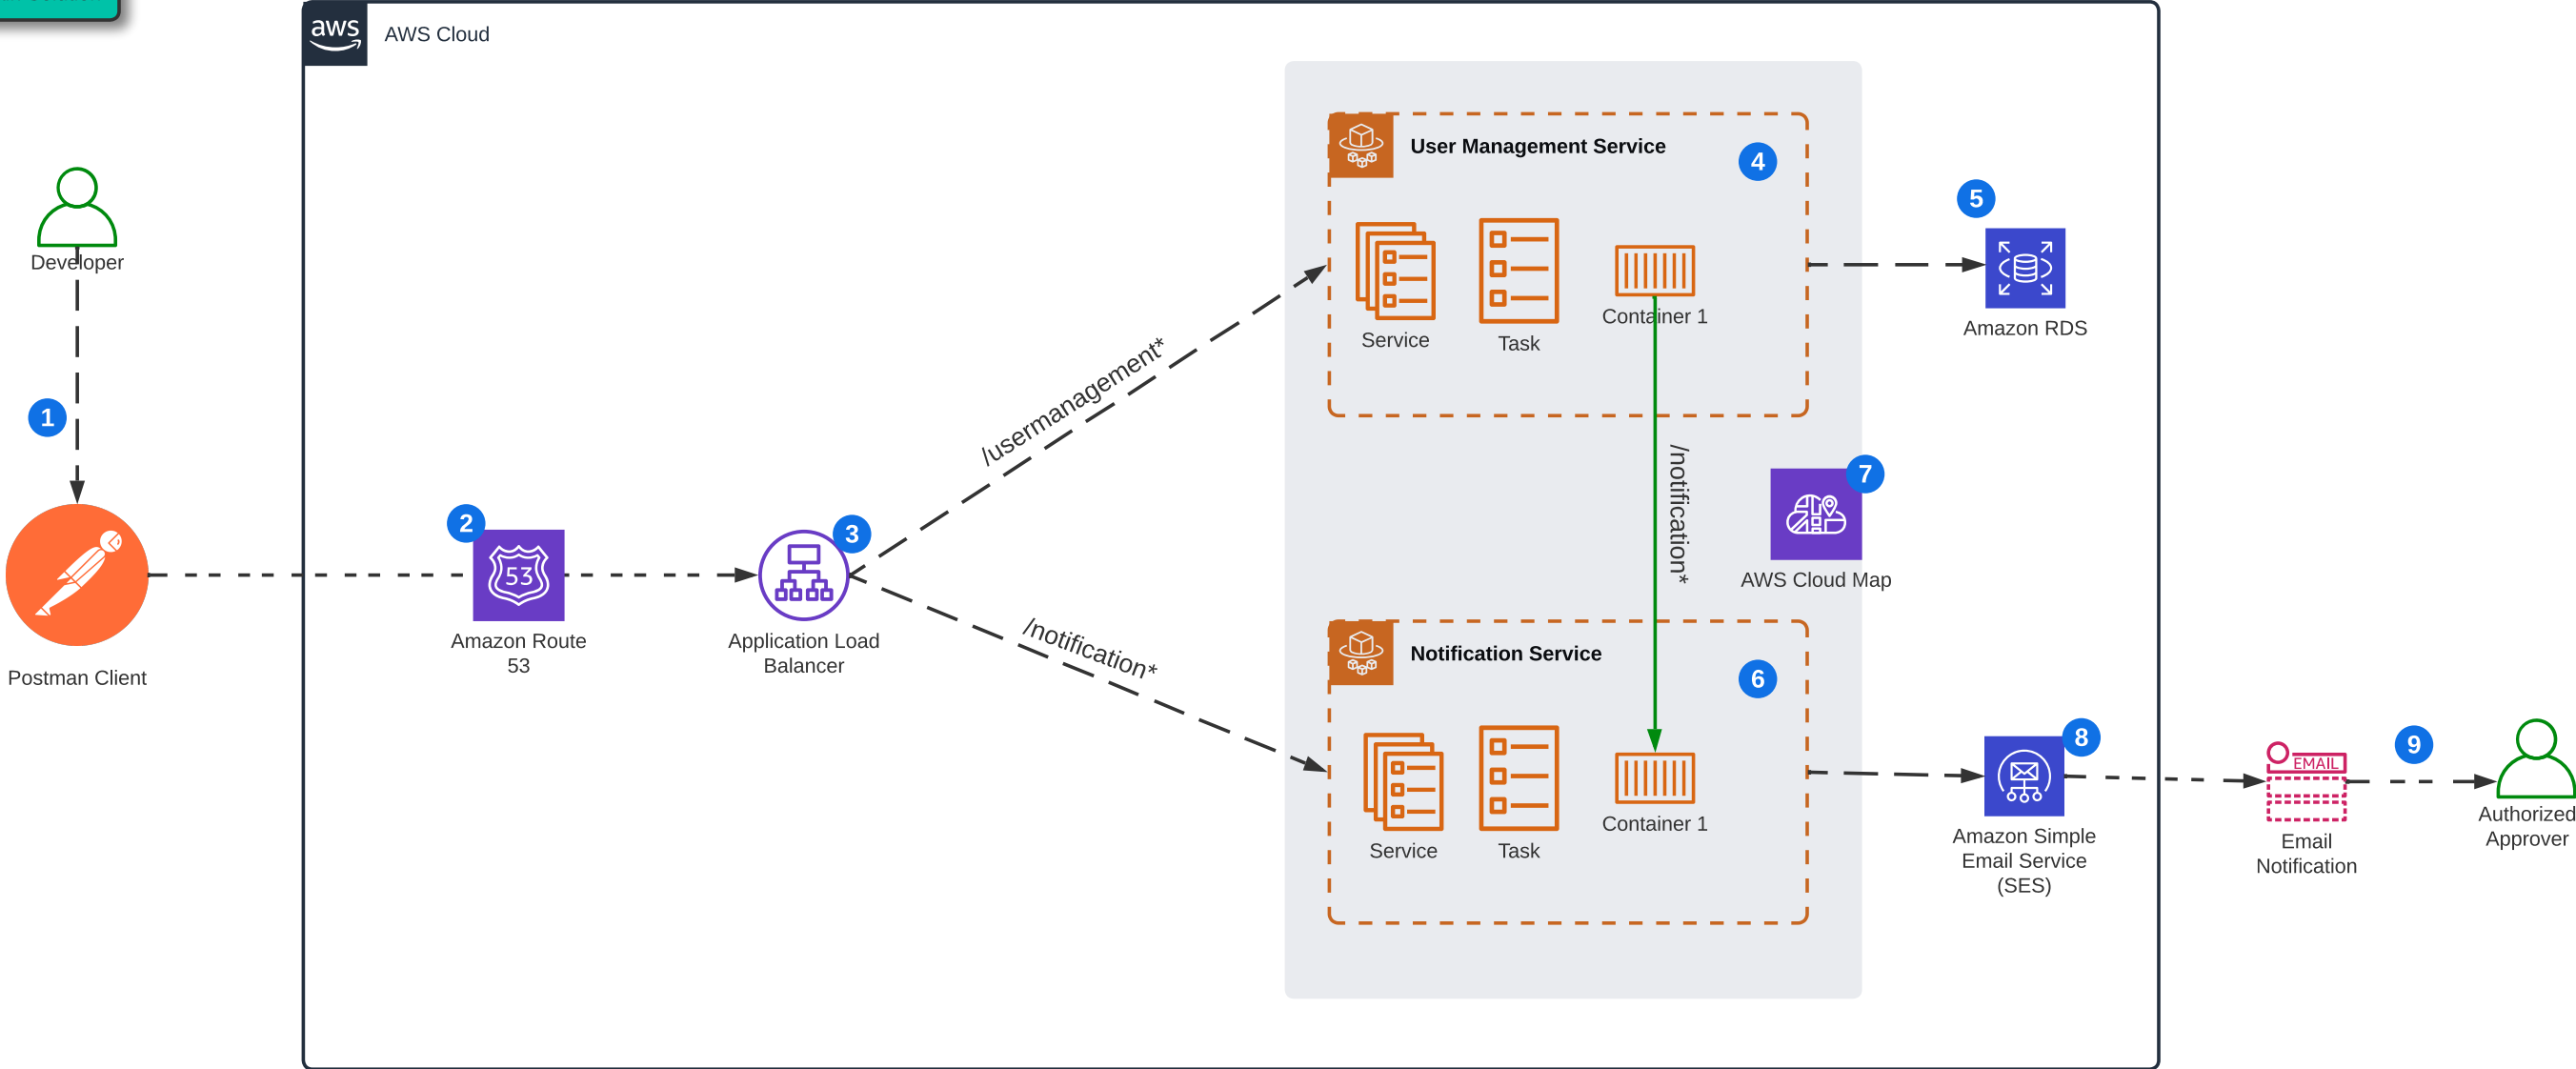 aws
AWS Cloud
User Management Service
4
5
Developer
Service
Task
Container 1
Amazon RDS
1
/usermanagement*
/notification*
7
AWS Cloud Map
2
53
3
Amazon Route
53
Application Load
Balancer
/notification*
Postman Client
Notification Service
6
Service
Task
Container 1
8
Amazon Simple
Email Service
(SES)
EMAIL
Email
Notification
9
Authorized
Approver